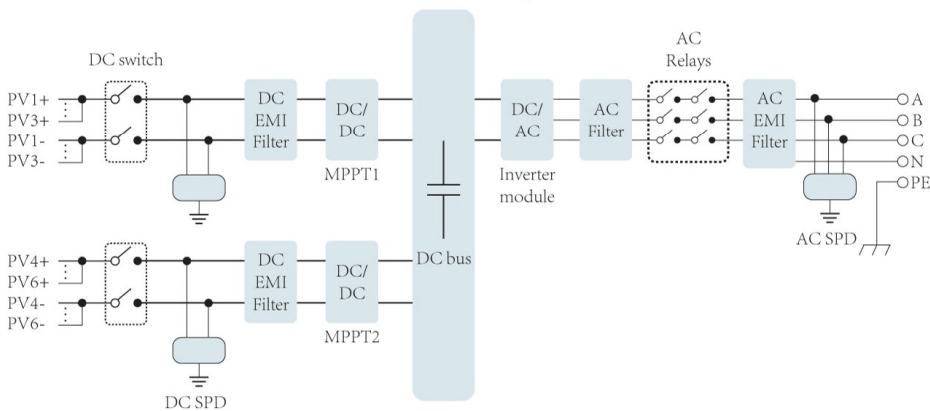 DC switch
PV1+
PV3+
PV1-
PV3-
DC
EMI
Filter
DC/
DC
MPPT1
DC/
AC
Inverter
module
AC
Filter
AC
Relays
AC
EMI
Filter
A
B
C
N
PE
AC SPD
DC bus
PV4+
PV6+
PV4-
PV6-
DC
EMI
Filter
DC/
DC
MPPT2
DC SPD